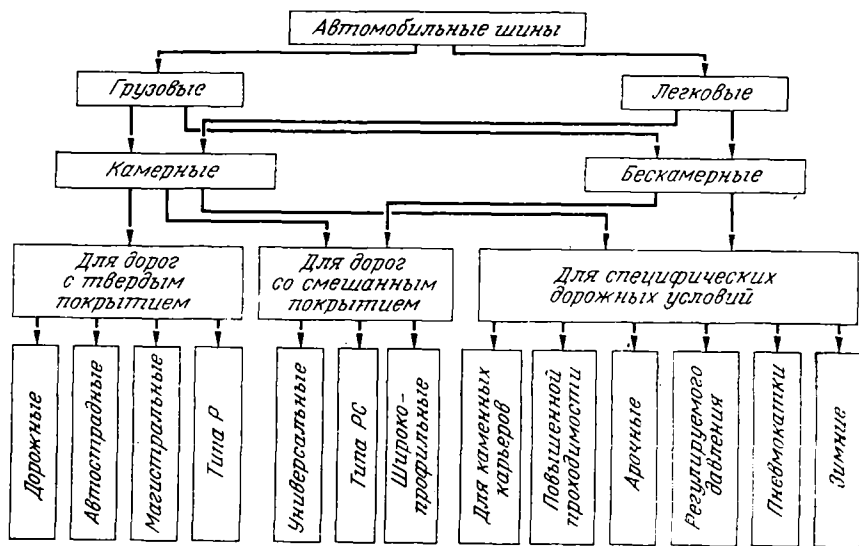 Автомобильные шины
Грузовые
Легковые
Камерные
Бескамерные
Для дорог
с твердым
покрытием
Для дорог
со смешанным
покрытием
Для специфических
дорожных условий
Дорожные
Автострадные
Магистральные
Типа Р
Универсальные
Типа РС
Широко-
профильные
Для каменных
карьеров
Повышенной
проходимости
Арочные
Регулируемого
давления
Пневмокатки
Зимние